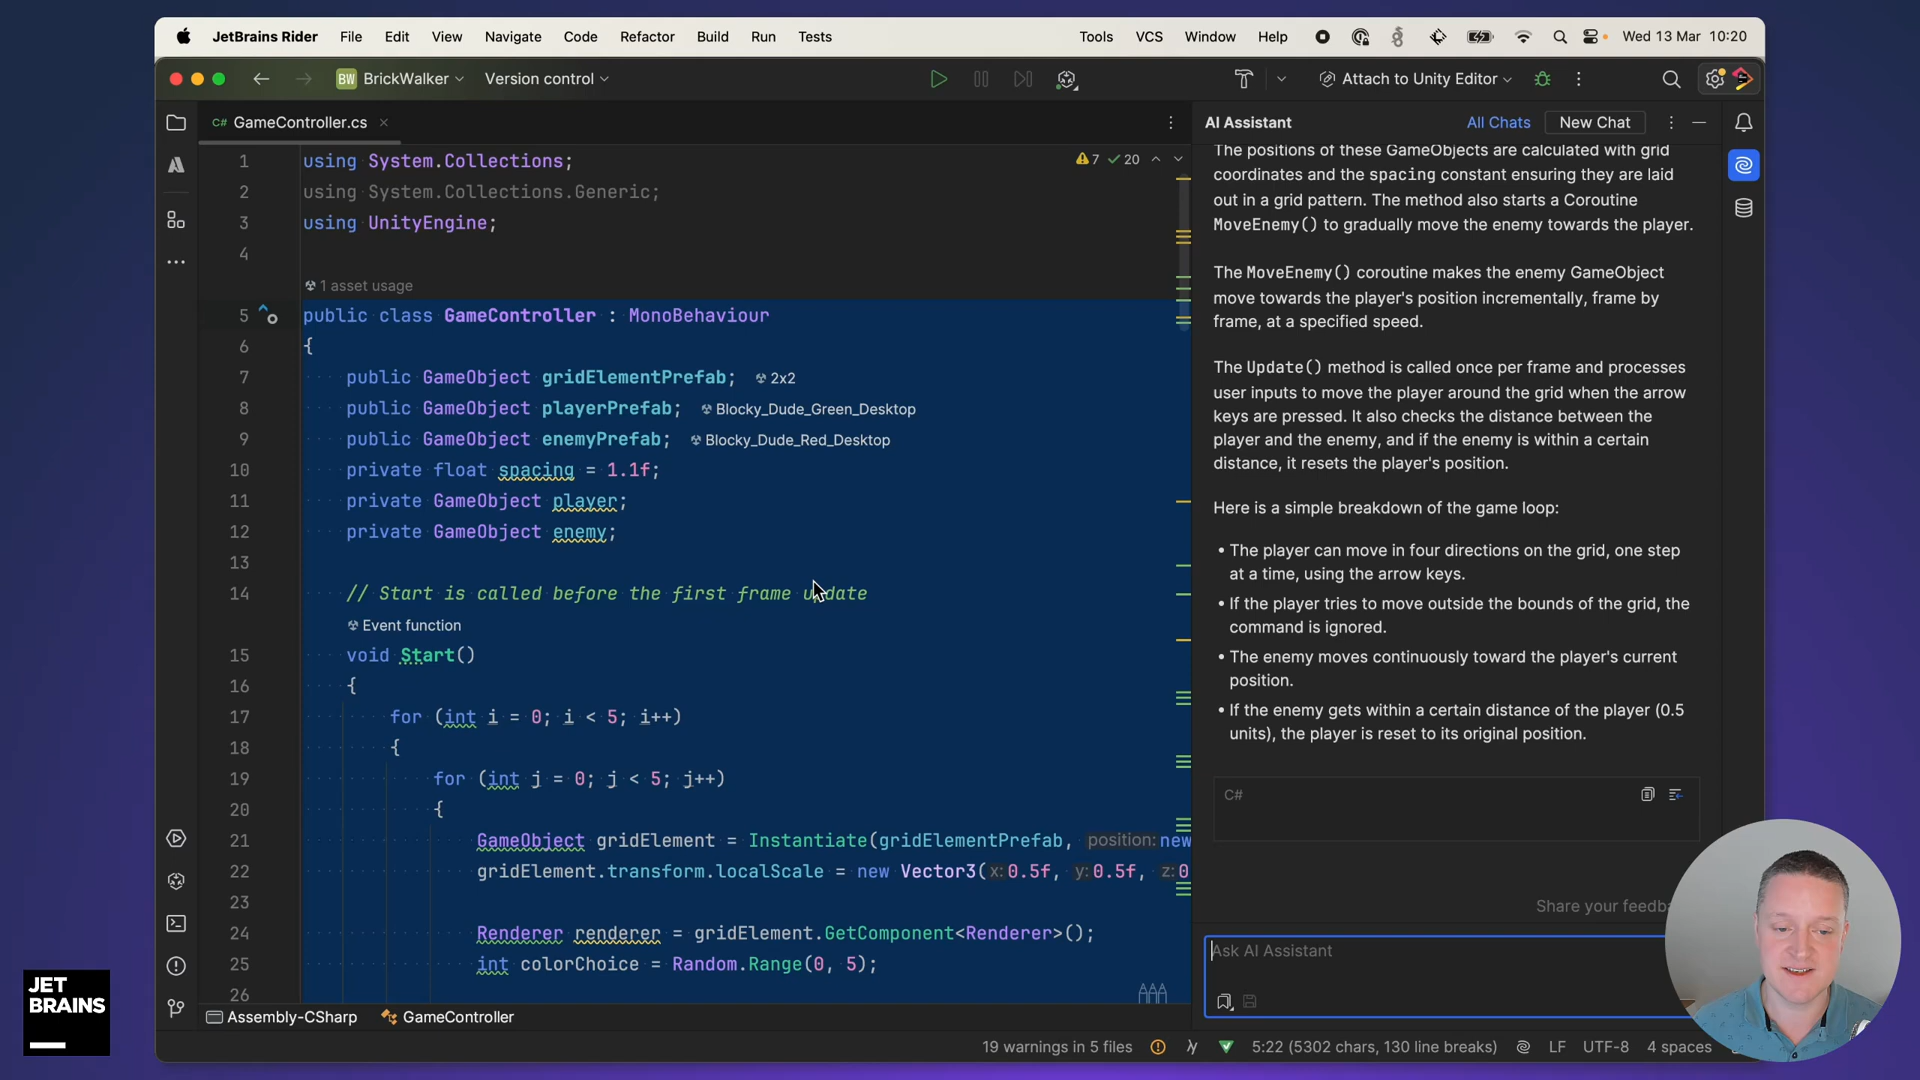 JetBrains Rider File Edit View Navigate Code Refactor Build Run Tests Tools VCS Window Help Wed 13 Mar 10:20
BW BrickWalker Version control Attach to Unity Editor
C# GameController.cs
1 using System.Collections;
2 using System.Collections.Generic;
3 using UnityEngine;
4
1 asset usage
5 public class GameController : MonoBehaviour
6 {
7 public GameObject gridElementPrefab; 2x2
8 public GameObject playerPrefab; Blocky_Dude_Green_Desktop
9 public GameObject enemyPrefab; Blocky_Dude_Red_Desktop
10 private float spacing = 1.1f;
11 private GameObject player;
12 private GameObject enemy;
13
14 // Start is called before the first frame update
Event function
15 void Start()
16 {
17 for (int i = 0; i < 5; i++)
18 {
19 for (int j = 0; j < 5; j++)
20 {
21 GameObject gridElement = Instantiate(gridElementPrefab, position: new
22 gridElement.transform.localScale = new Vector3(x: 0.5f, y: 0.5f, z: 0
23
24 Renderer renderer = gridElement.GetComponent<Renderer>();
25 int colorChoice = Random.Range(0, 5);
26
7 20
AI Assistant All Chats New Chat
The positions of these GameObjects are calculated with grid
coordinates and the spacing constant ensuring they are laid
out in a grid pattern. The method also starts a Coroutine
MoveEnemy() to gradually move the enemy towards the player.
The MoveEnemy() coroutine makes the enemy GameObject
move towards the player's position incrementally, frame by
frame, at a specified speed.
The Update() method is called once per frame and processes
user inputs to move the player around the grid when the arrow
keys are pressed. It also checks the distance between the
player and the enemy, and if the enemy is within a certain
distance, it resets the player's position.
Here is a simple breakdown of the game loop:
• The player can move in four directions on the grid, one step
at a time, using the arrow keys.
• If the player tries to move outside the bounds of the grid, the
command is ignored.
• The enemy moves continuously toward the player's current
position.
• If the enemy gets within a certain distance of the player (0.5
units), the player is reset to its original position.
C#
Share your feedba
Ask AI Assistant
Assembly-CSharp GameController
19 warnings in 5 files 5:22 (5302 chars, 130 line breaks) LF UTF-8 4 spaces
JET
BRAINS